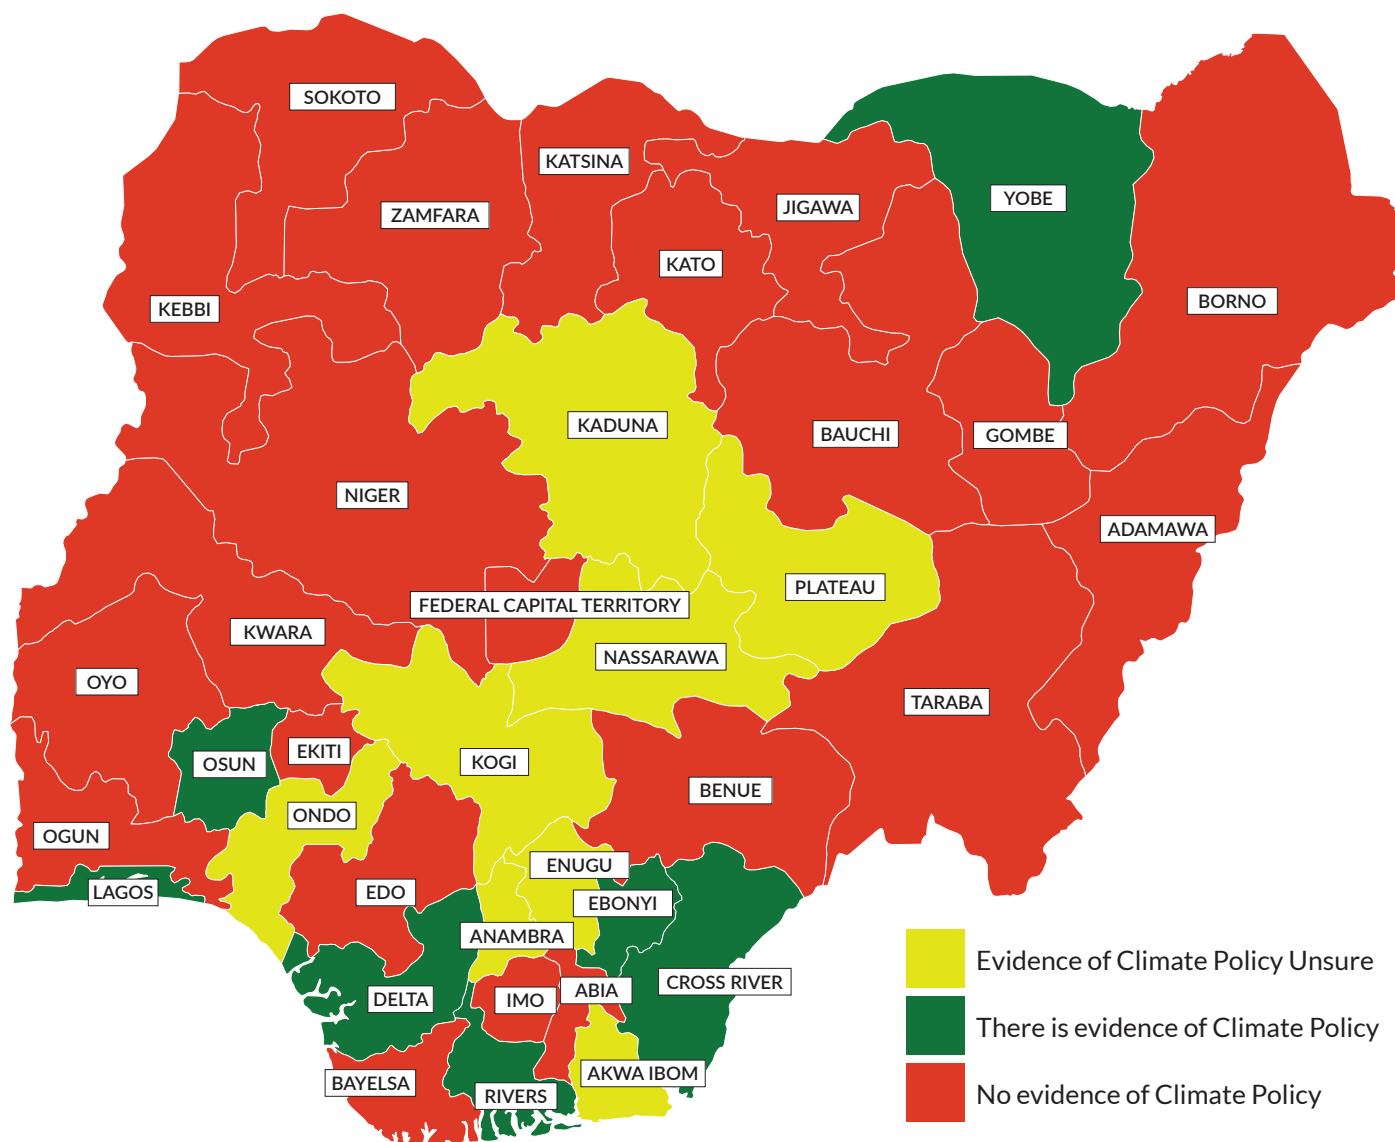 SOKOTO
KATSINA
YOBE
JIGAWA
ZAMFARA
KATO
BORNO
KEBBI
KADUNA
BAUCHI
GOMBE
NIGER
ADAMAWA
PLATEAU
FEDERAL CAPITAL TERRITORY
KWARA
NASSARAWA
OYO
TARABA
EKITI
OSUN
KOGI
BENUE
ONDO
OGUN
ENUGU
LAGOS
EDO
EBONYI
ANAMBRA
CROSS RIVER
ABIA
DELTA
IMO
AKWA IBOM
BAYELSA
RIVERS
Evidence of Climate Policy Unsure
There is evidence of Climate Policy
No evidence of Climate Policy